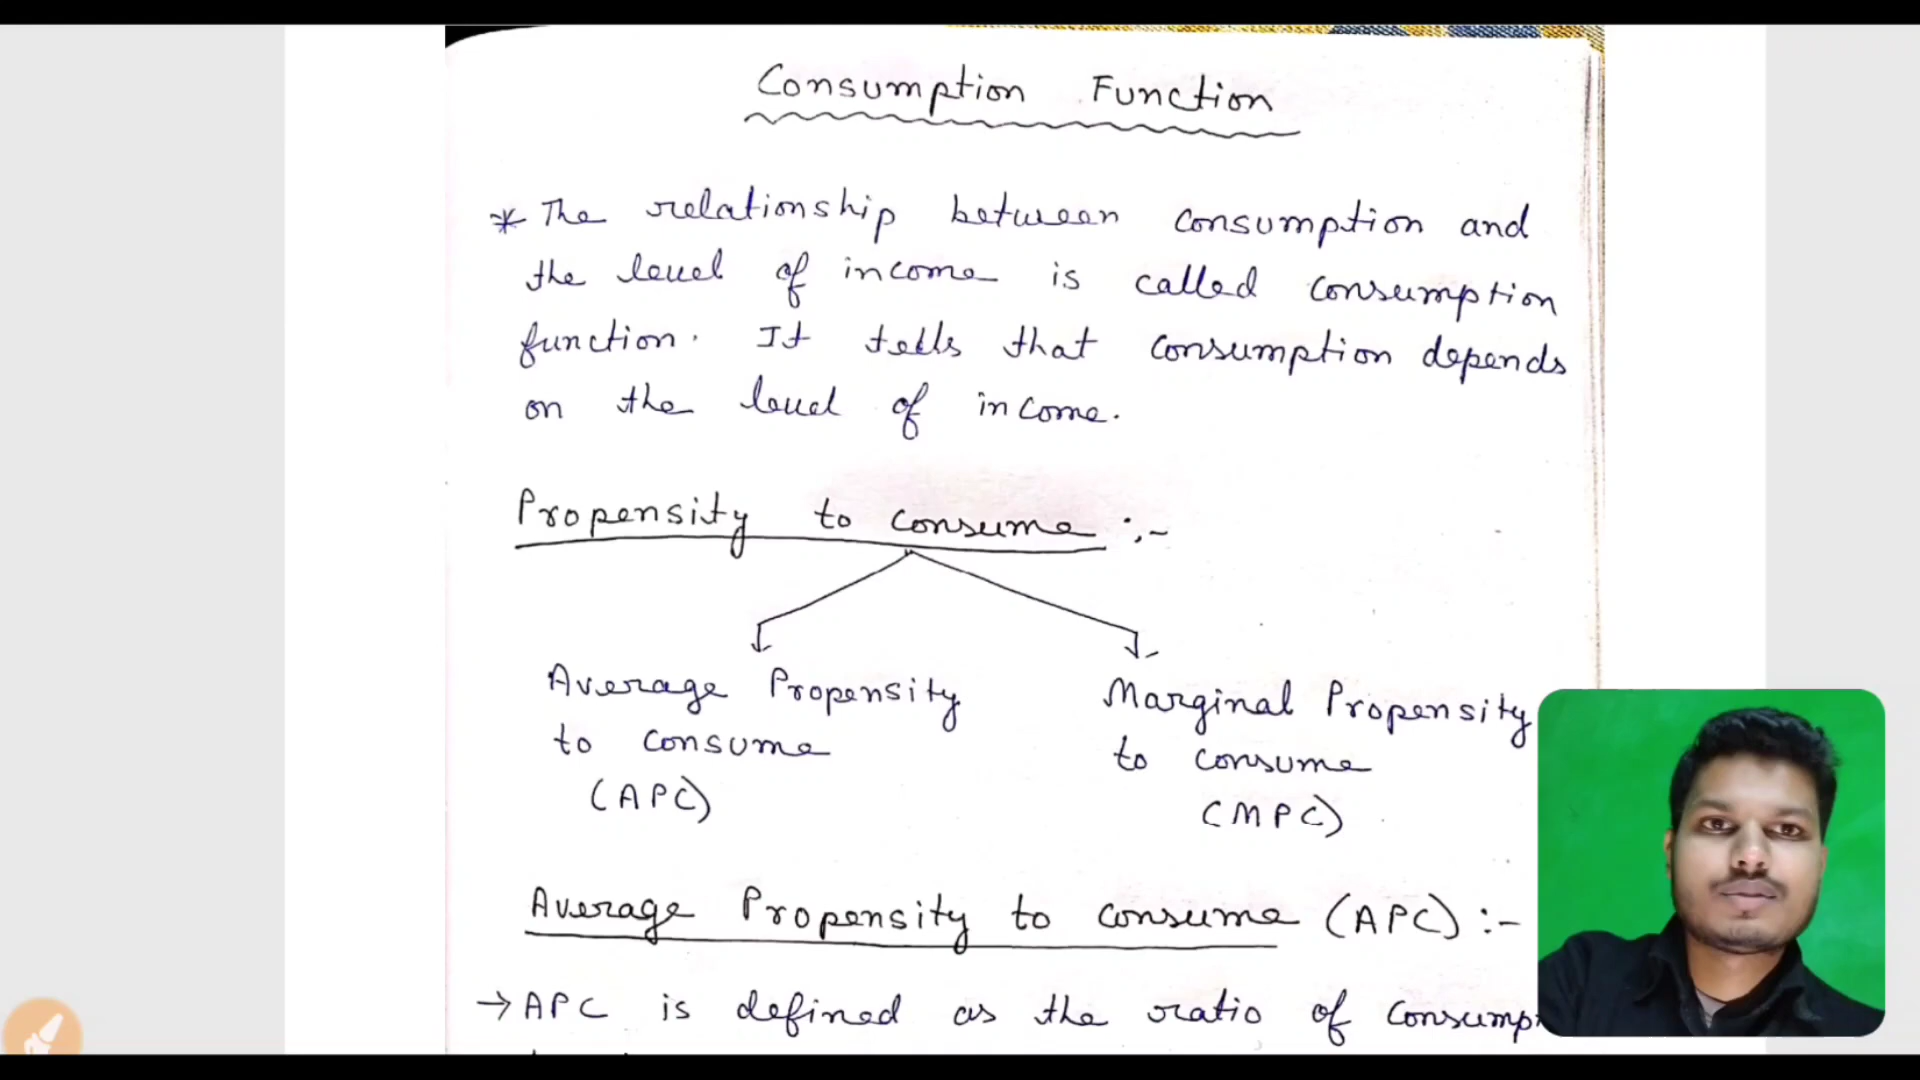 Consumption Function
* The relationship between consumption and
the level of income is called consumption
function. It tells that consumption depends
on the level of income.
Propensity to consume :-
Average Propensity
to consume
(APC)
Marginal Propensity
to consume
(MPC)
Average Propensity to consume (APC) :-
→ APC is defined as the ratio of